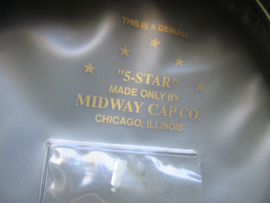 THIS IS A GENUINE
"5-STAR"
MADE ONLY BY
MIDWAY CAP CO.
CHICAGO, ILLINOIS